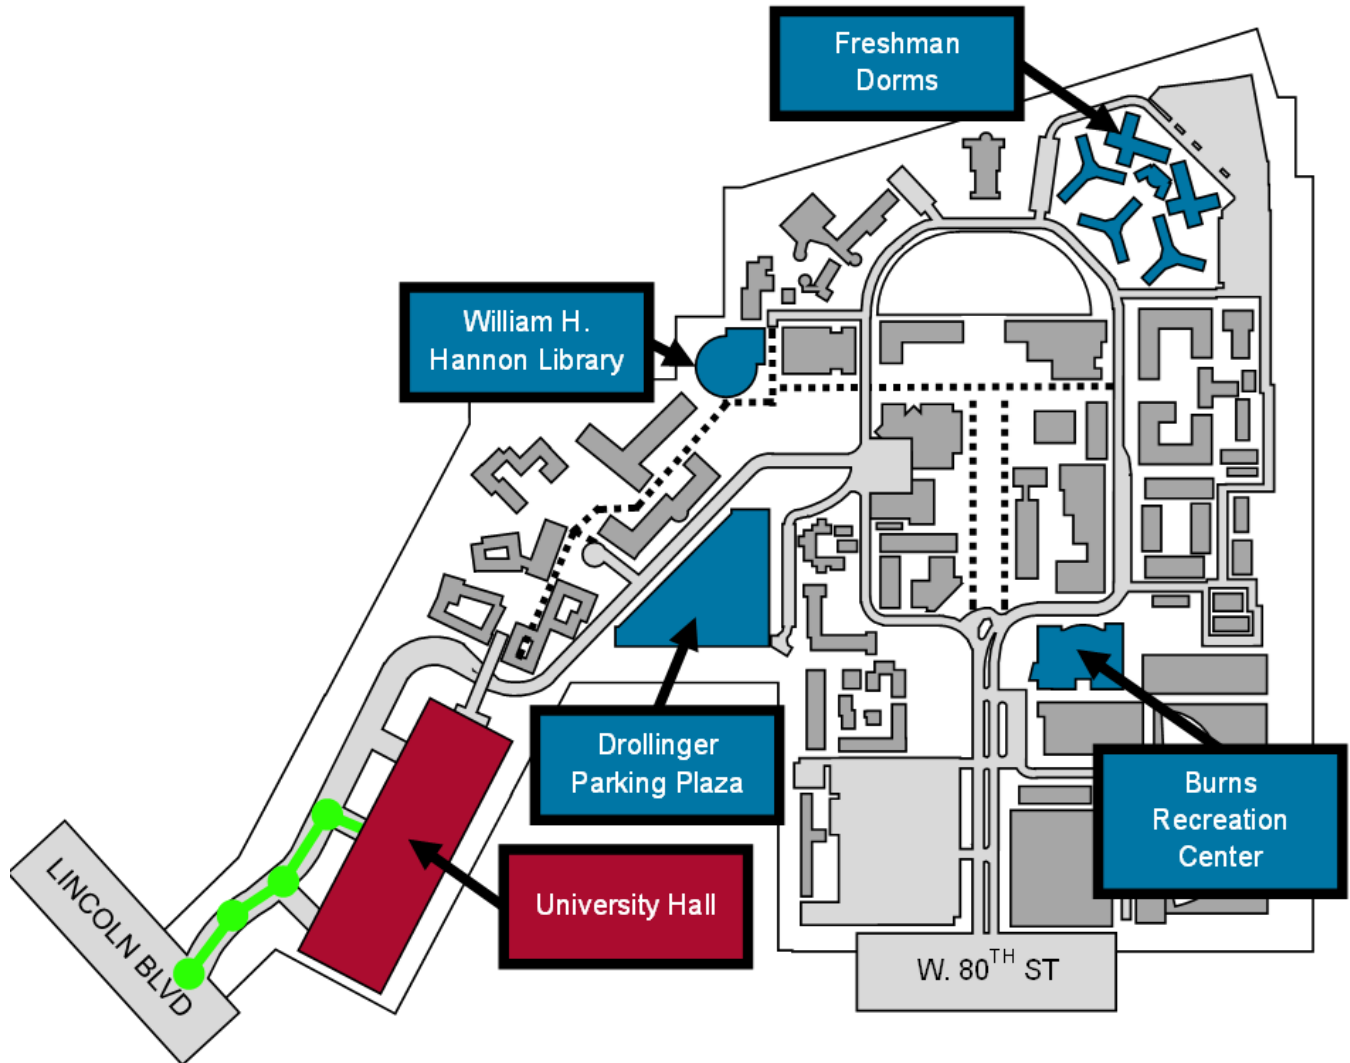 Freshman
Dorms
William H.
Hannon Library
Drollinger
Parking Plaza
Burns
Recreation
Center
University Hall
LINCOLN BLVD
W. 80TH ST